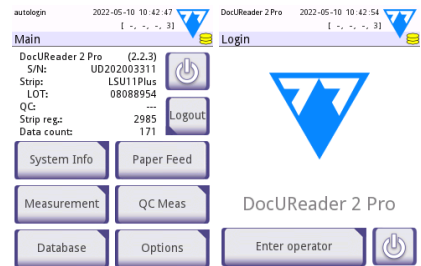 autologin 2022-05-10 10:42:47
[ -, -, -, 3]
Main
DocUReader 2 Pro (2.2.3)
S/N: UD202003311
Strip: LSU11Plus
LOT: 08088954
QC: ---
Strip reg.: 2985
Data count: 171
Logout
System Info Paper Feed
Measurement QC Meas
Database Options
DocUReader 2 Pro 2022-05-10 10:42:54
[ -, -, -, 3]
Login
DocUReader 2 Pro
Enter operator